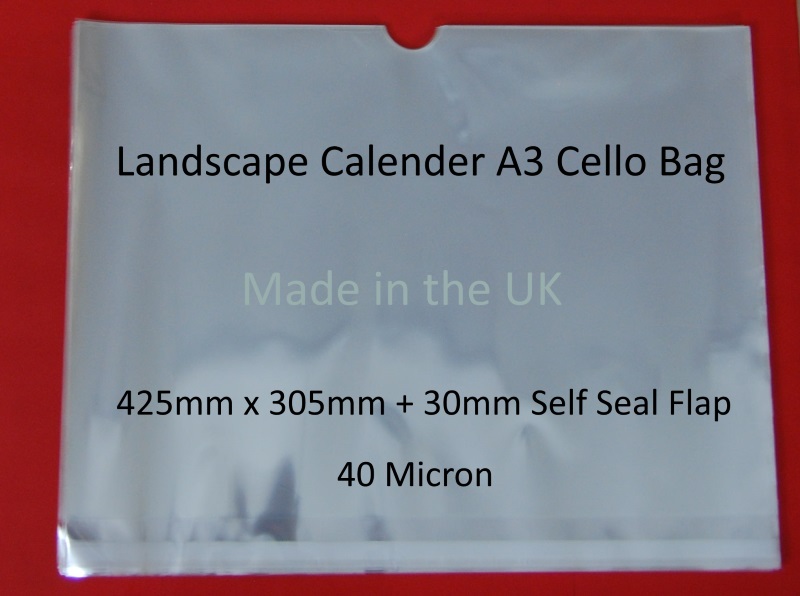 Landscape Calender A3 Cello Bag
Made in the UK
425mm x 305mm + 30mm Self Seal Flap
40 Micron